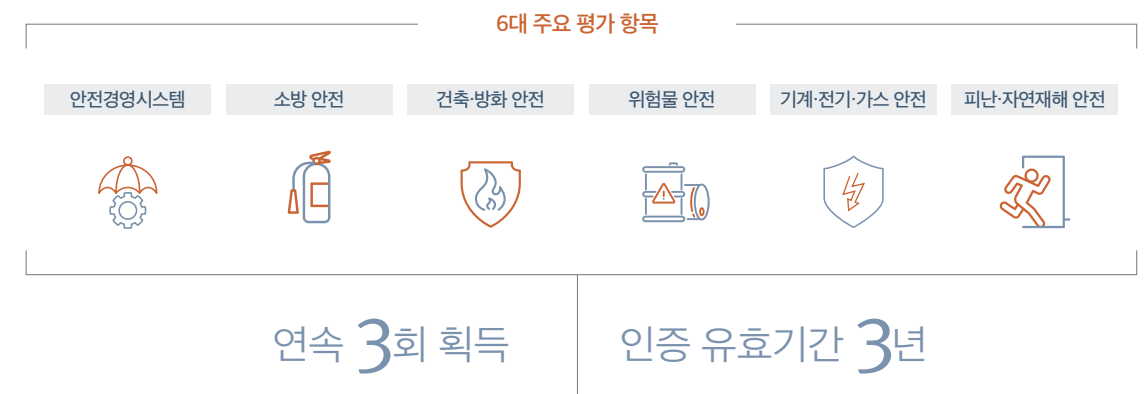 6대 주요 평가 항목
안전경영시스템
소방 안전
건축·방화 안전
위험물 안전
기계·전기·가스 안전
피난·자연재해 안전
연속 3회 획득
인증 유효기간 3년